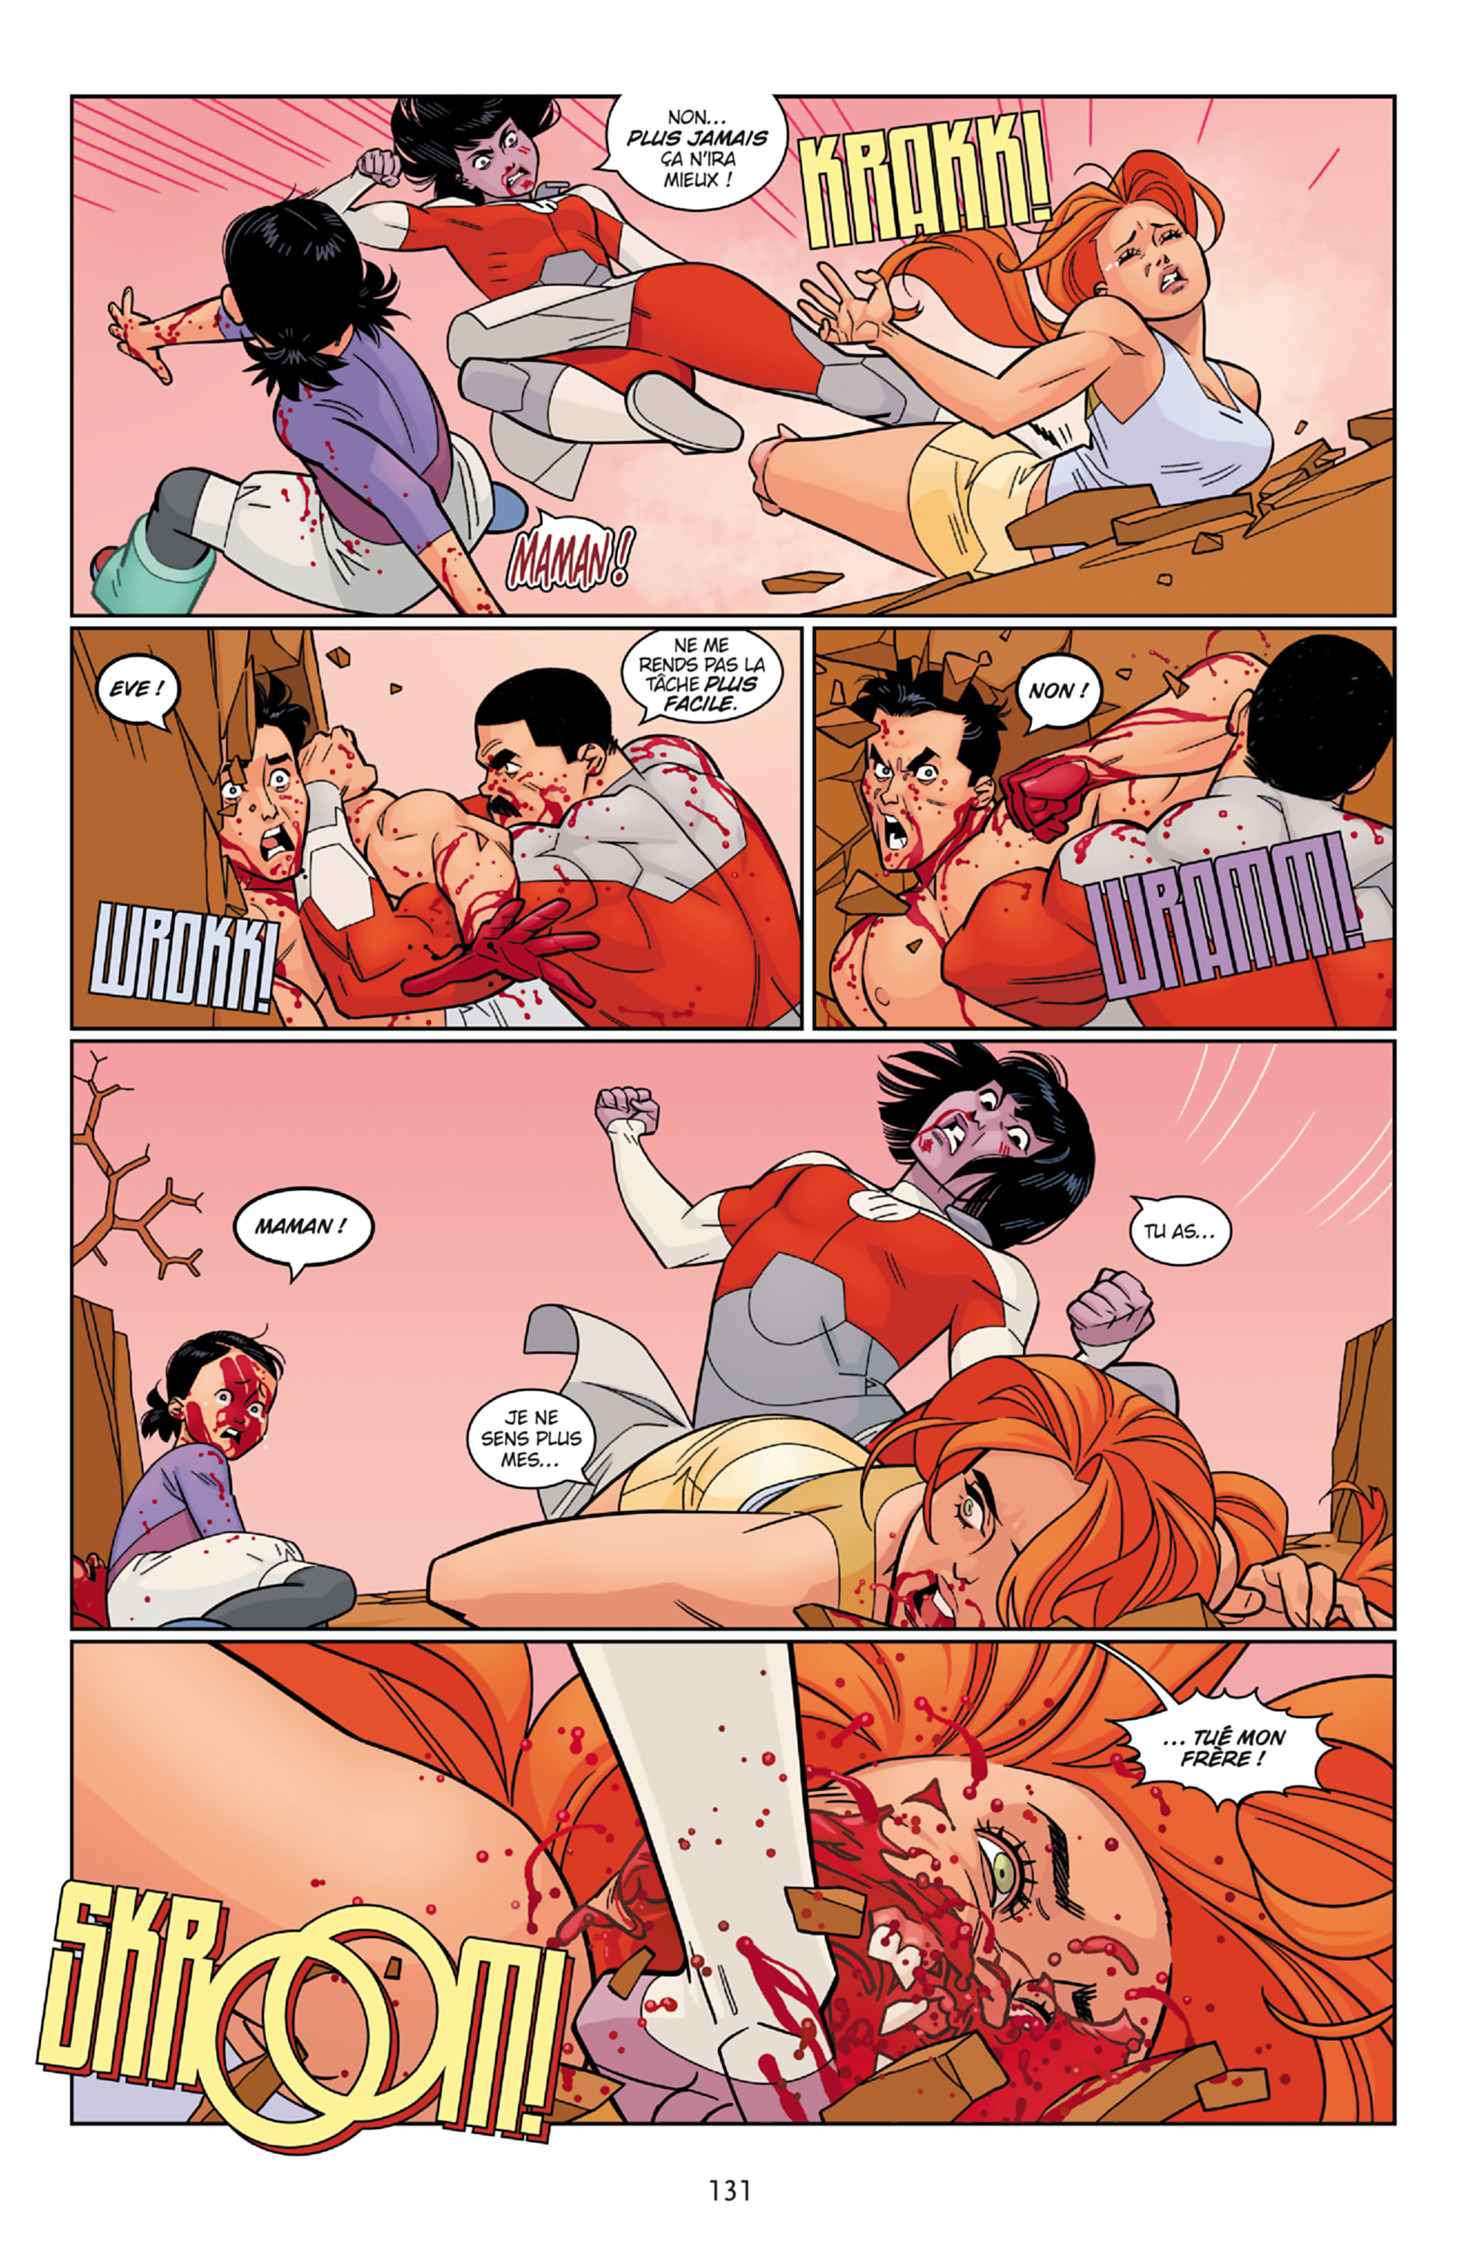 NON...
PLUS JAMAIS
ÇA N'IRA
MIEUX !
KRAKK!
MAMAN !
EVE !
NE ME
RENDS PAS LA
TÂCHE PLUS
FACILE.
WROKK!
NON !
WRAMM!
MAMAN !
TU AS...
JE NE
SENS PLUS
MES...
... TUÉ MON
FRÈRE !
SKROOM!
131